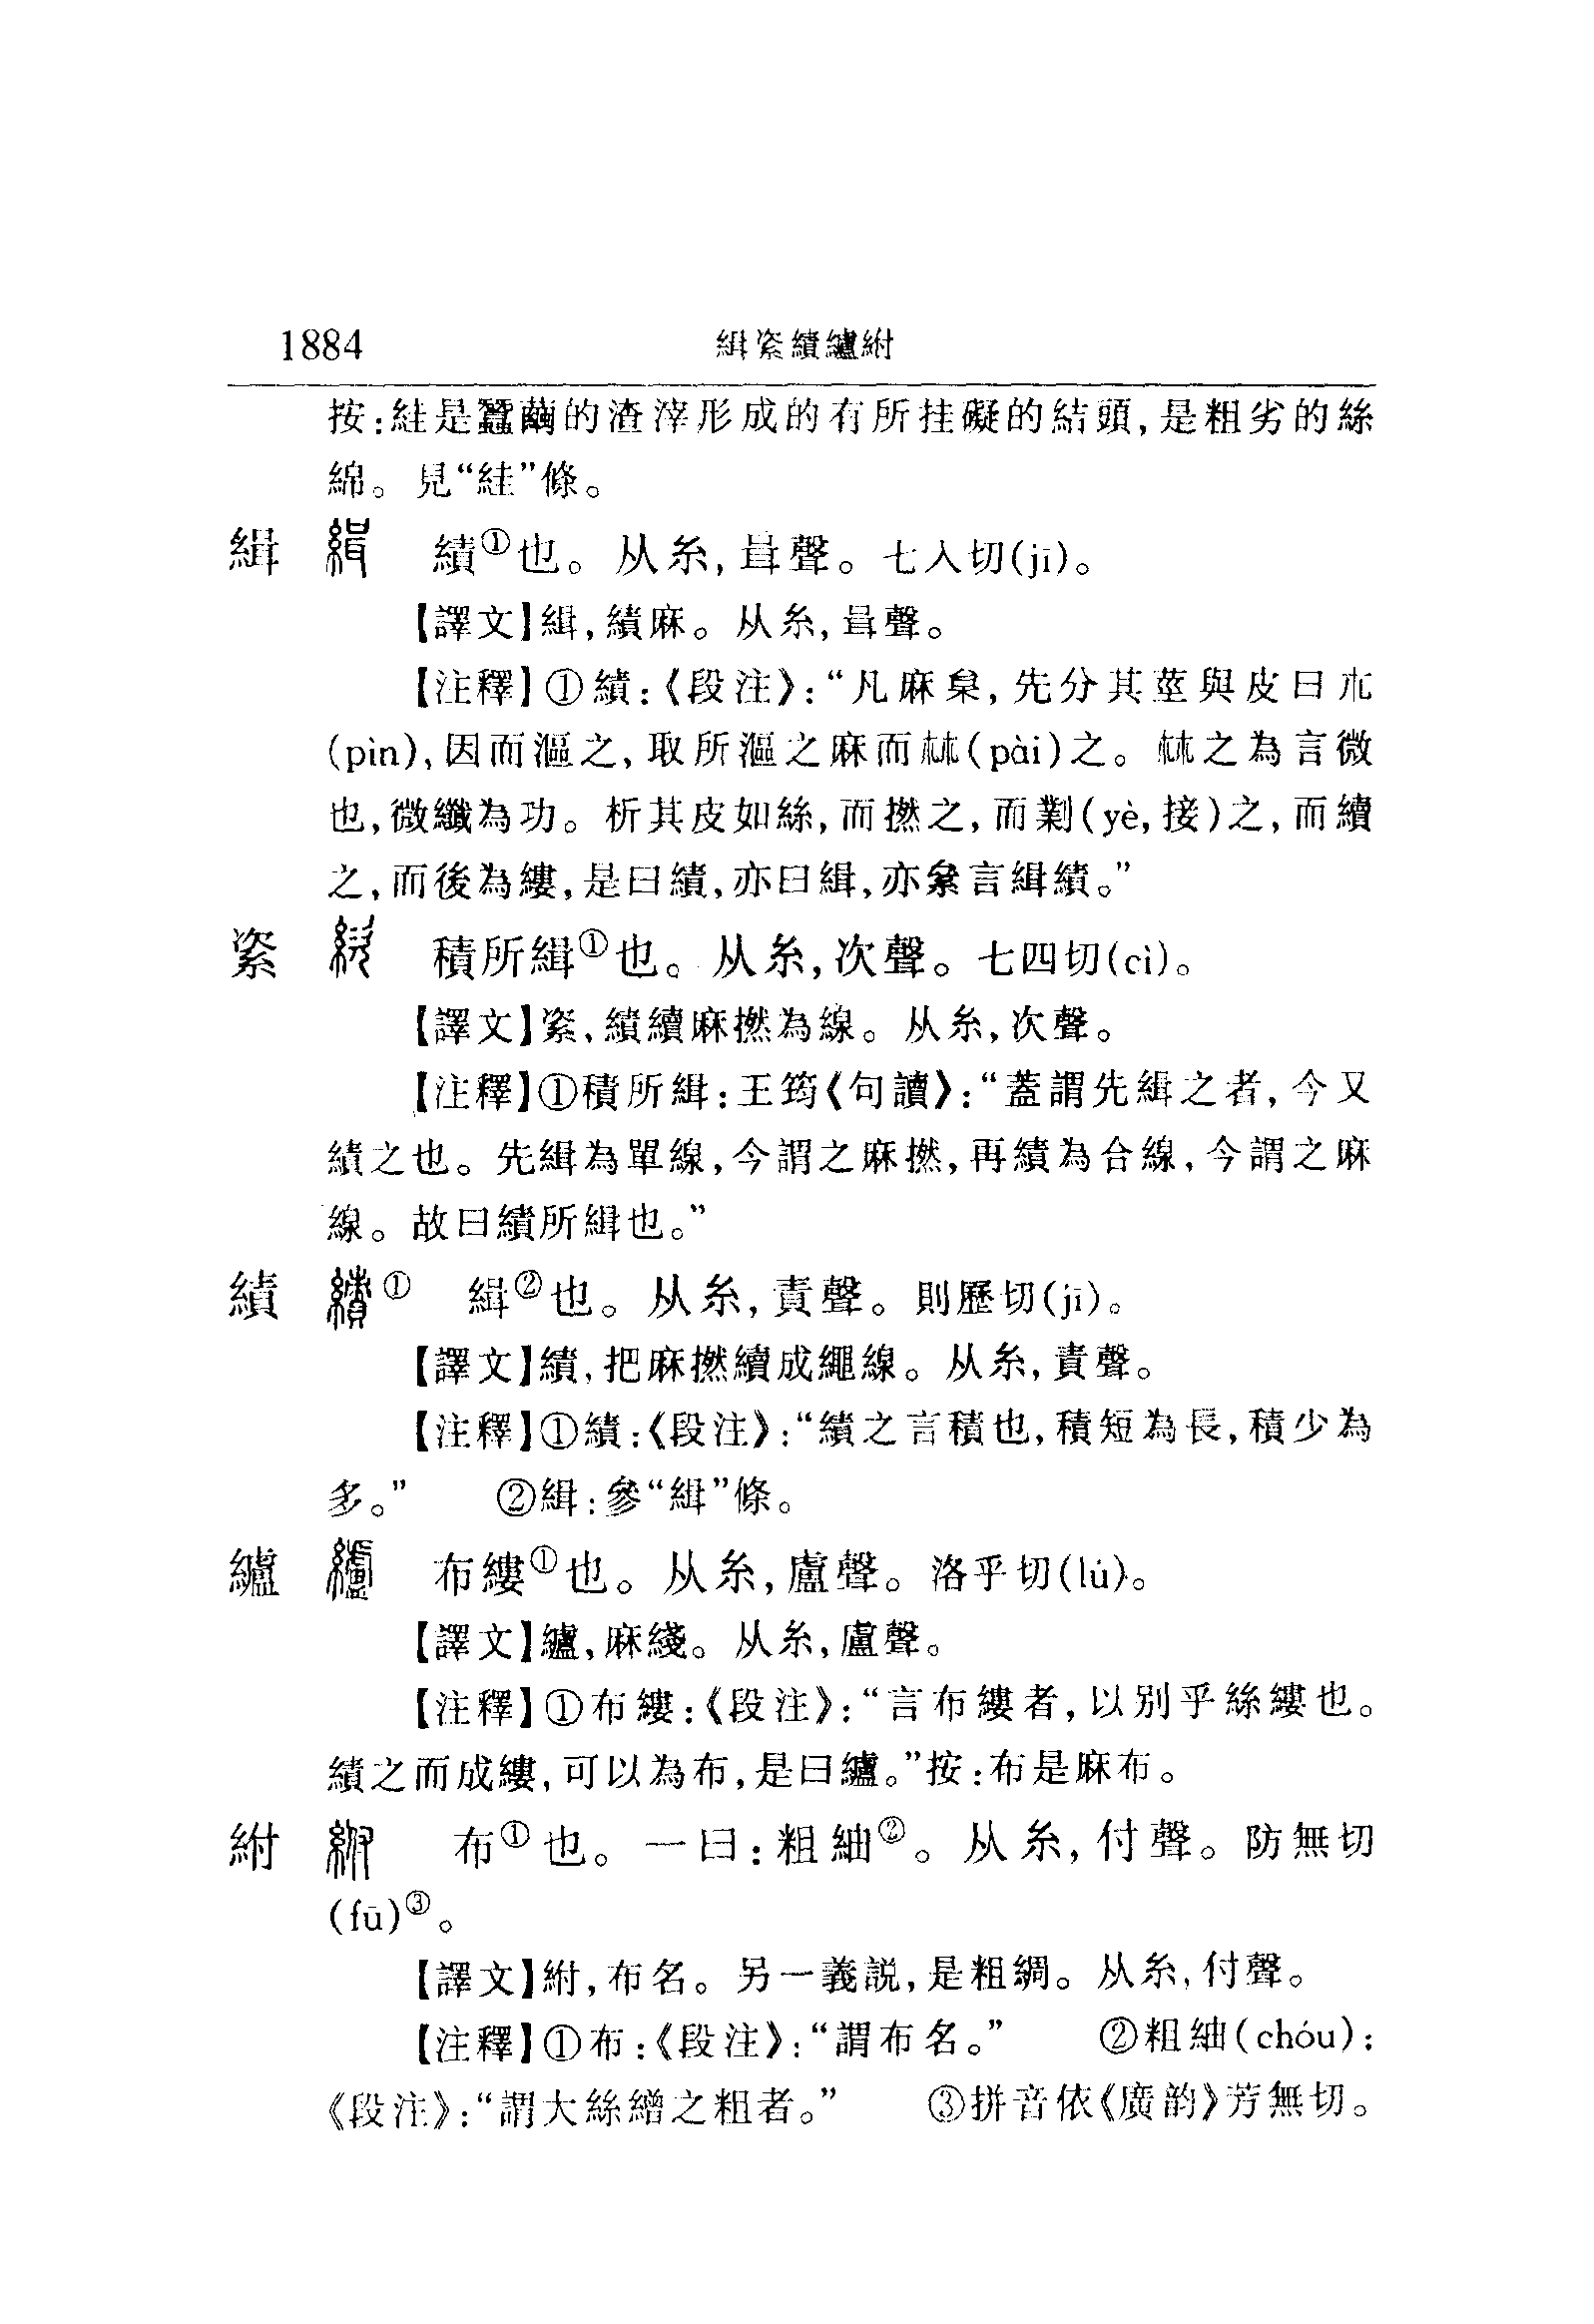 1884 緝紊績纑紨
按:絓是蠶繭的渣滓形成的有所挂礙的結頭,是粗劣的絲
綿。見“絓”條。
緝 績①也。从糸,咠聲。七入切(jī)。
【譯文】緝,績麻。从糸,咠聲。
【注釋】①績:《段注》:“凡麻枲,先分其莖與皮曰朩
(pìn),因而漚之,取所漚之麻而𣏟(pài)之。𣏟之為言微
也,微纖為功。析其皮如絲,而撚之,而剿(yè,接)之,而續
之,而後為縷,是曰績,亦曰緝,亦絫言緝績。”
絘 積所緝①也。从糸,次聲。七四切(cì)。
【譯文】絘,績續麻撚為線。从糸,次聲。
【注釋】①積所緝:王筠《句讀》:“蓋謂先緝之者,今又
績之也。先緝為單線,今謂之麻撚,再績為合線,今謂之麻
線。故曰績所緝也。”
績 ① 緝②也。从糸,責聲。則歷切(jī)。
【譯文】績,把麻撚續成繩線。从糸,責聲。
【注釋】①績:《段注》:“績之言積也,積短為長,積少為
多。” ②緝:參“緝”條。
纑 布縷①也。从糸,盧聲。洛乎切(lú)。
【譯文】纑,麻綫。从糸,盧聲。
【注釋】①布縷:《段注》:“言布縷者,以别乎絲縷也。
績之而成縷,可以為布,是曰纑。”按:布是麻布。
紨 布①也。一曰:粗紬②。从糸,付聲。防無切
(fū)③。
【譯文】紨,布名。另一義説,是粗綢。从糸,付聲。
【注釋】①布:《段注》:“謂布名。” ②粗紬(chóu):
《段注》:“謂大絲繒之粗者。” ③拼音依《廣韵》芳無切。